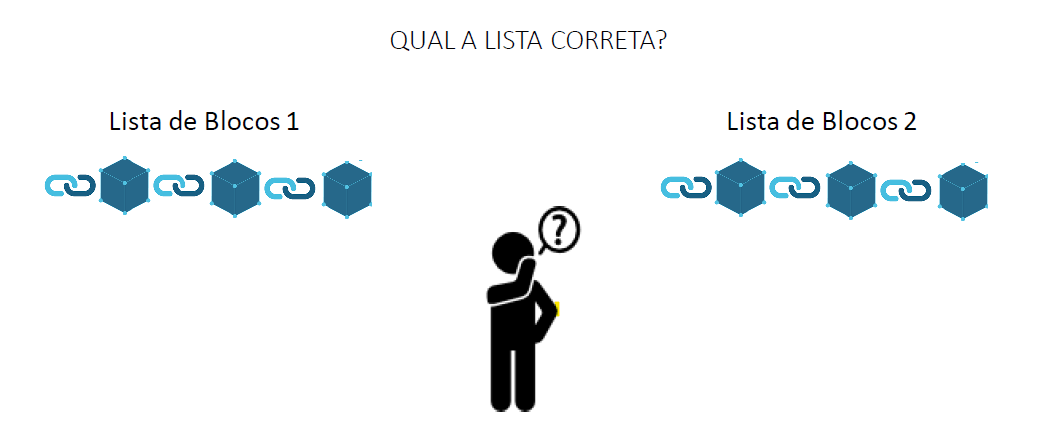 QUAL A LISTA CORRETA?
Lista de Blocos 1
Lista de Blocos 2
?